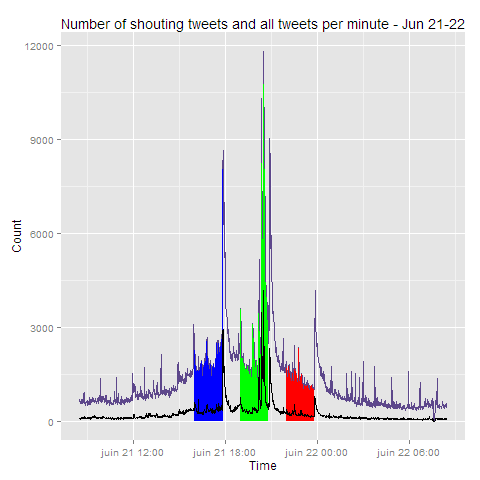 Number of shouting tweets and all tweets per minute - Jun 21-22
12000
9000
6000
3000
0
Count
juin 21 12:00 juin 21 18:00 juin 22 00:00 juin 22 06:00
Time